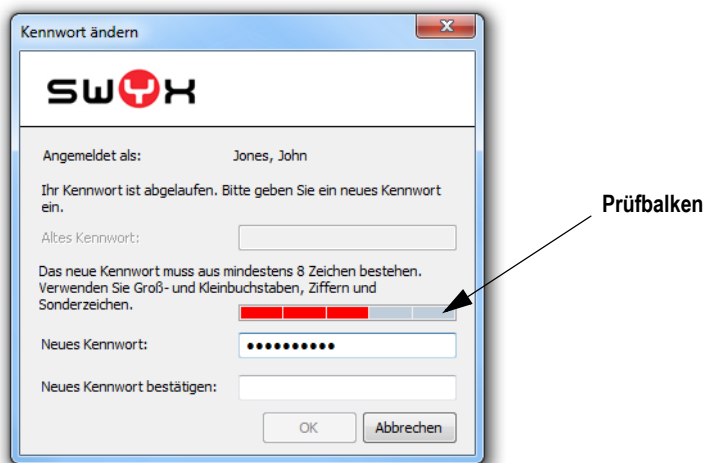 Kennwort ändern
swyx
Angemeldet als: Jones, John
Ihr Kennwort ist abgelaufen. Bitte geben Sie ein neues Kennwort
ein.
Altes Kennwort:
Das neue Kennwort muss aus mindestens 8 Zeichen bestehen.
Verwenden Sie Groß- und Kleinbuchstaben, Ziffern und
Sonderzeichen.
Prüfbalken
Neues Kennwort: ●●●●●●●●●●
Neues Kennwort bestätigen:
OK Abbrechen